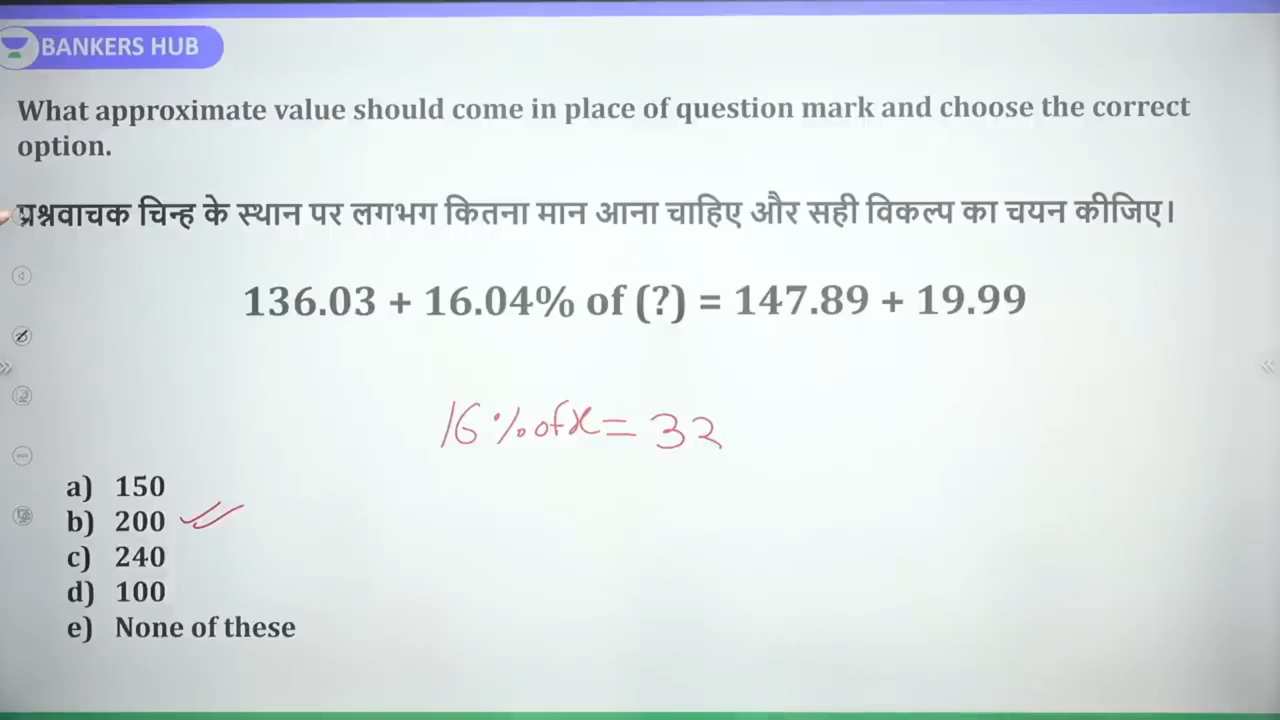 BANKERS HUB
What approximate value should come in place of question mark and choose the correct
option.
प्रश्नवाचक चिन्ह के स्थान पर लगभग कितना मान आना चाहिए और सही विकल्प का चयन कीजिए।
136.03 + 16.04% of (?) = 147.89 + 19.99
16% of x = 32
a) 150
b) 200
c) 240
d) 100
e) None of these